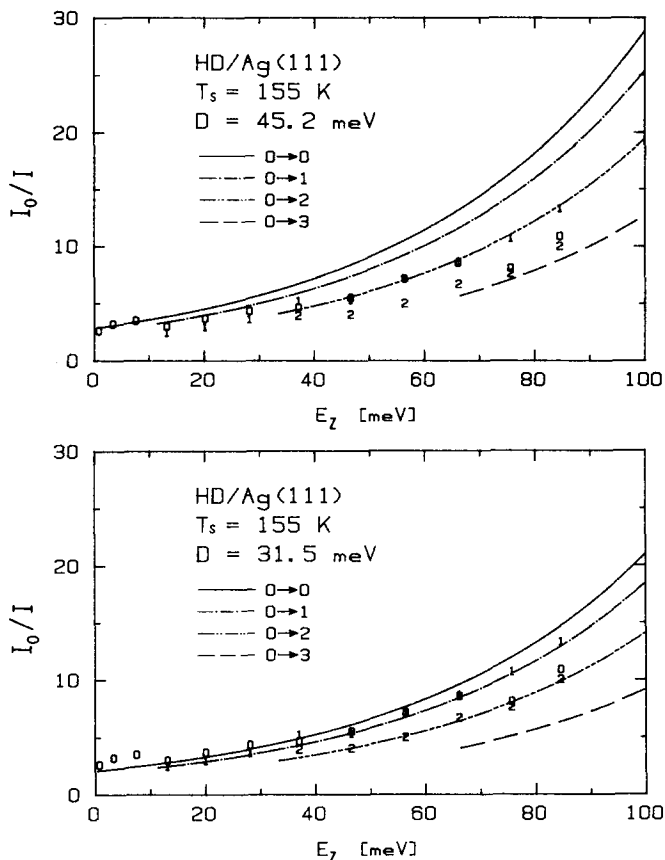 30
20
10
0
I₀/I
HD/Ag(111)
Tₛ = 155 K
D = 45.2 meV
0→0
0→1
0→2
0→3
0 20 40 60 80 100
E_Z [meV]
30
20
10
0
I₀/I
HD/Ag(111)
Tₛ = 155 K
D = 31.5 meV
0→0
0→1
0→2
0→3
0 20 40 60 80 100
E_Z [meV]